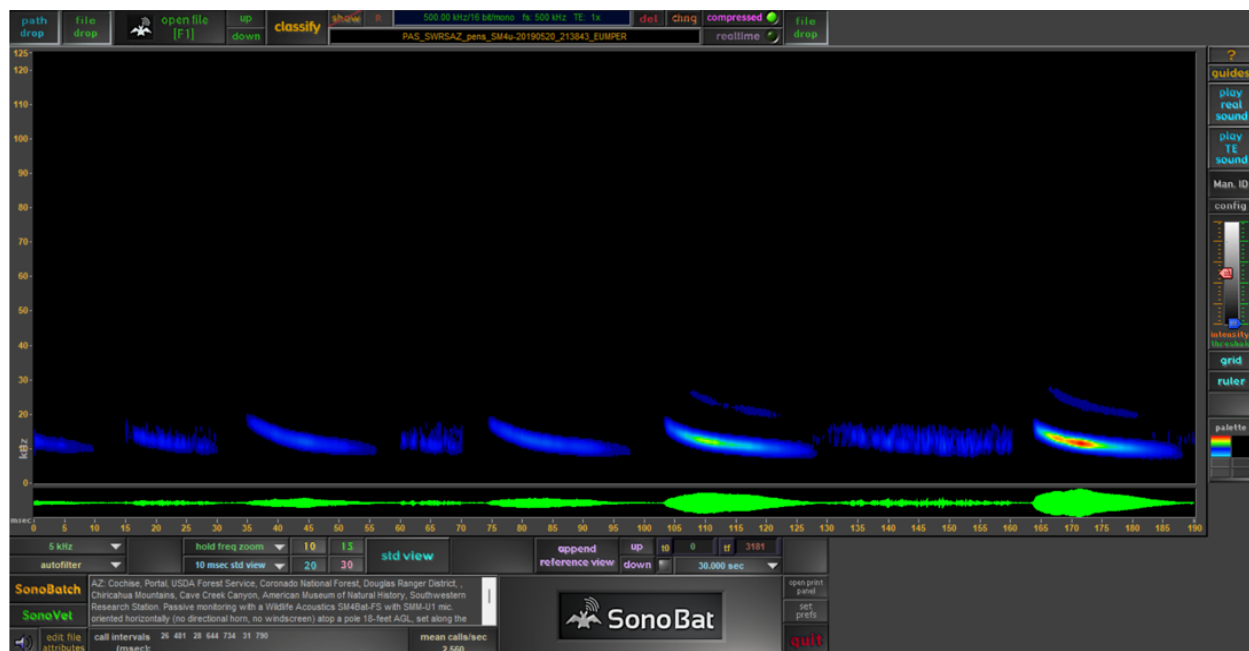 path drop
file drop
open file [F1]
up
down
classify
show
R
500.00 kHz/16 bit/mono fs: 500 kHz TE: 1x
PAS_SWRSAZ_pens_SM4u-20190520_213843_EUMPER
del
chng
compressed
realtime
file drop
125
120
110
100
90
80
70
60
50
40
30
20
10
0
kHz
?
guides
play real sound
play TE sound
Man. ID
config
intensity
threshold
grid
ruler
palette
msec
0 5 10 15 20 25 30 35 40 45 50 55 60 65 70 75 80 85 90 95 100 105 110 115 120 125 130 135 140 145 150 155 160 165 170 175 180 185 190
5 kHz
autofilter
hold freq zoom
10 msec std view
10 15
20 30
std view
append reference view
up
down
t0 0 tf 3181
30.000 sec
SonoBatch
SonoVet
edit file attributes
AZ: Cochise, Portal, USDA Forest Service, Coronado National Forest, Douglas Ranger District, ,
Chiricahua Mountains, Cave Creek Canyon, American Museum of Natural History, Southwestern
Research Station. Passive monitoring with a Wildlife Acoustics SM4Bat-FS with SMM-U1 mic.
oriented horizontally (no directional horn, no windscreen) atop a pole 18-feet AGL, set along the
call intervals (msec): 26 481 28 644 734 31 790
mean calls/sec
2.560
SonoBat
open print panel
set prefs
quit